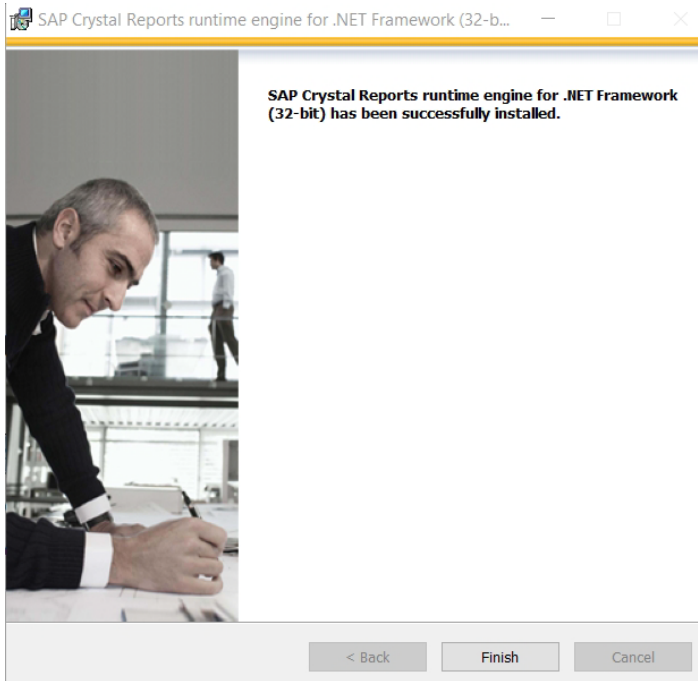 SAP Crystal Reports runtime engine for .NET Framework (32-b...
SAP Crystal Reports runtime engine for .NET Framework
(32-bit) has been successfully installed.
< Back
Finish
Cancel